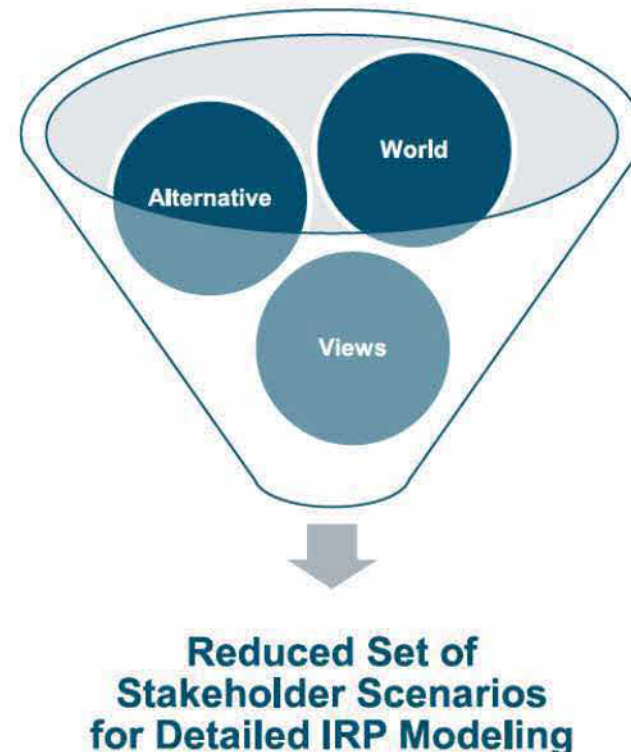 Alternative
World
Views
Reduced Set of
Stakeholder Scenarios
for Detailed IRP Modeling